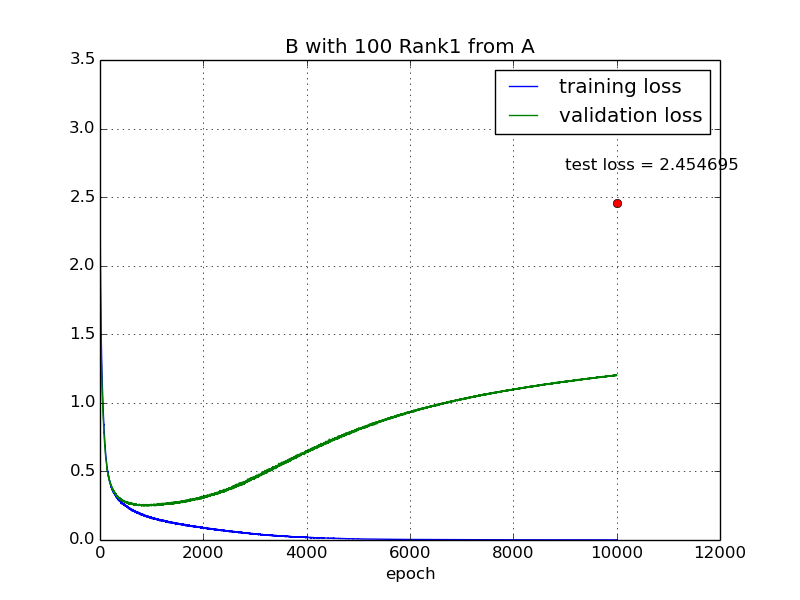 B with 100 Rank1 from A
3.5
3.0
2.5
2.0
1.5
1.0
0.5
0.0
training loss
validation loss
test loss = 2.454695
0 2000 4000 6000 8000 10000 12000
epoch